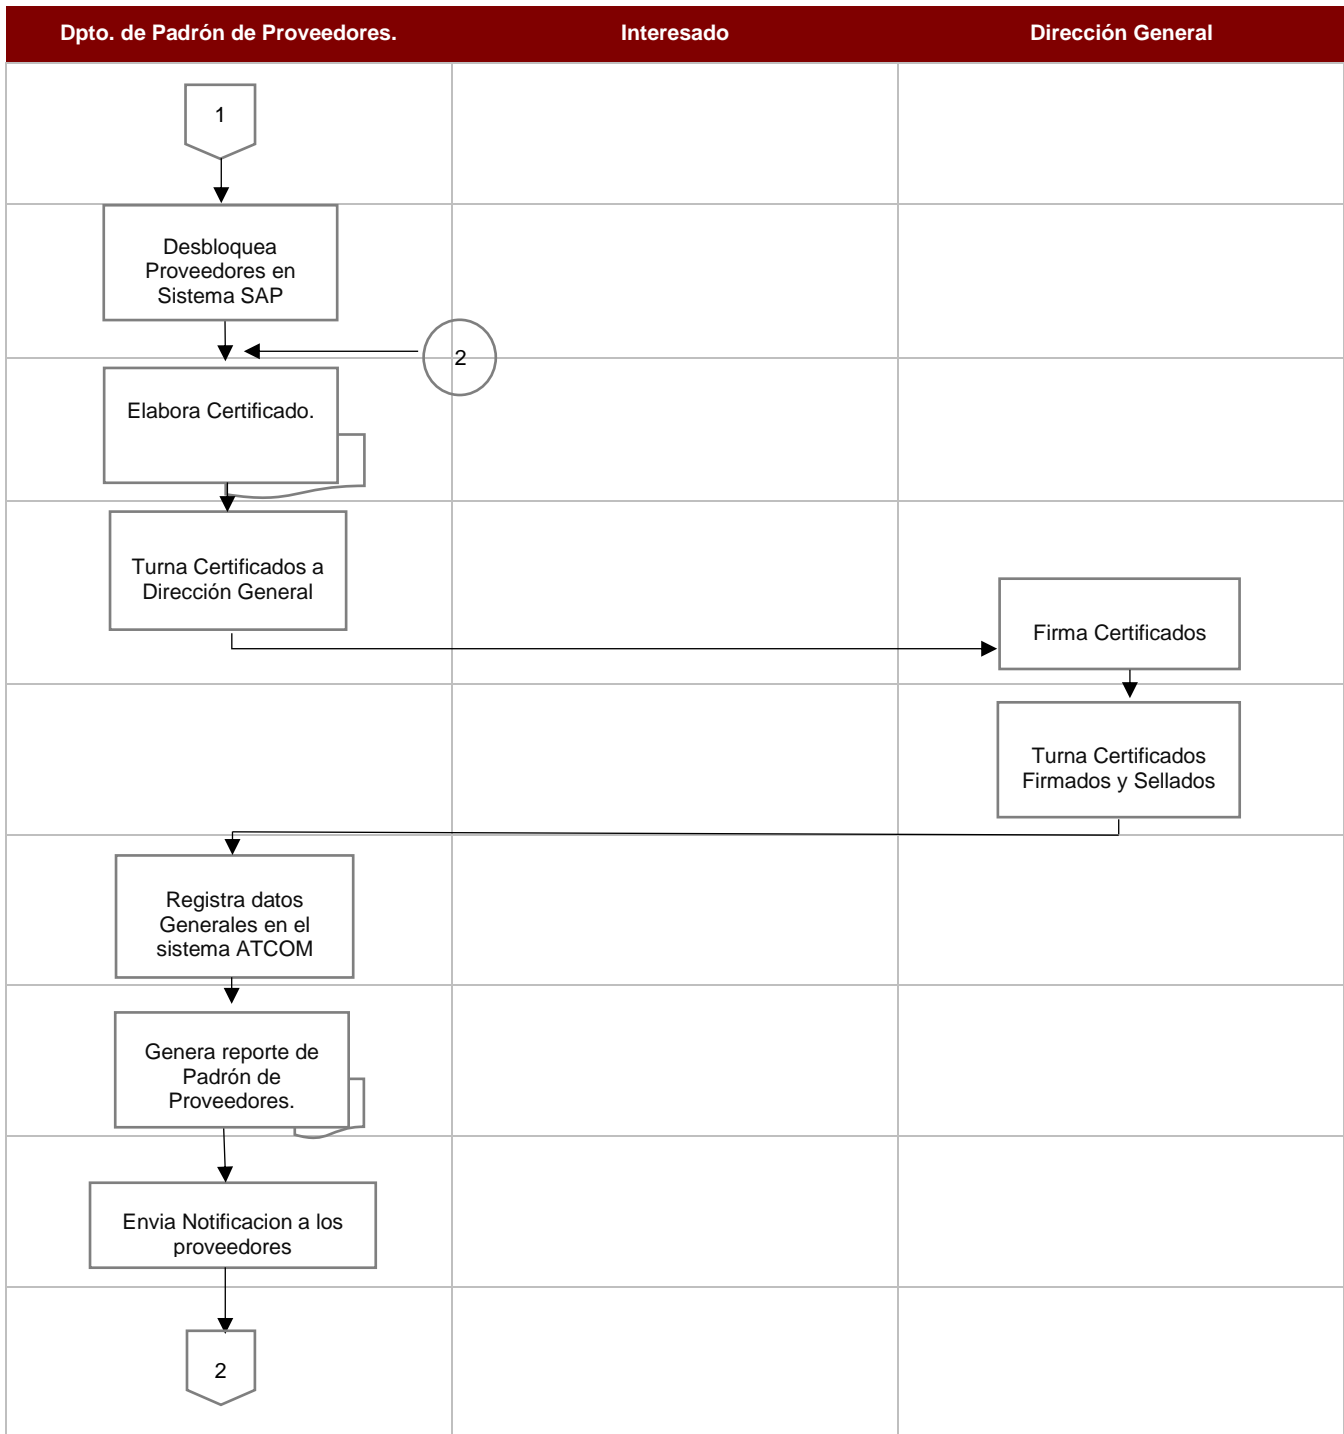 Dpto. de Padrón de Proveedores.
Interesado
Dirección General
1
Desbloquea
Proveedores en
Sistema SAP
2
Elabora Certificado.
Turna Certificados a
Dirección General
Firma Certificados
Turna Certificados
Firmados y Sellados
Registra datos
Generales en el
sistema ATCOM
Genera reporte de
Padrón de
Proveedores.
Envia Notificacion a los
proveedores
2